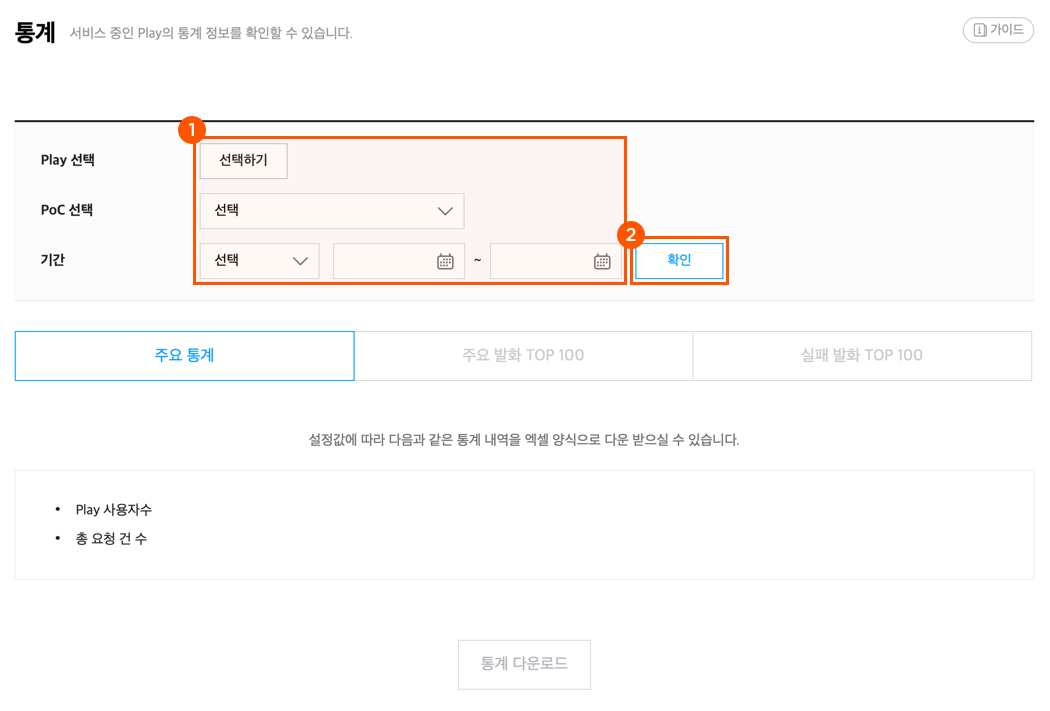 통계 서비스 중인 Play의 통계 정보를 확인할 수 있습니다. 가이드
1
Play 선택 선택하기
PoC 선택 선택
2
기간 선택 ~ 확인
주요 통계 주요 발화 TOP 100 실패 발화 TOP 100
설정값에 따라 다음과 같은 통계 내역을 엑셀 양식으로 다운 받으실 수 있습니다.
• Play 사용자수
• 총 요청 건 수
통계 다운로드